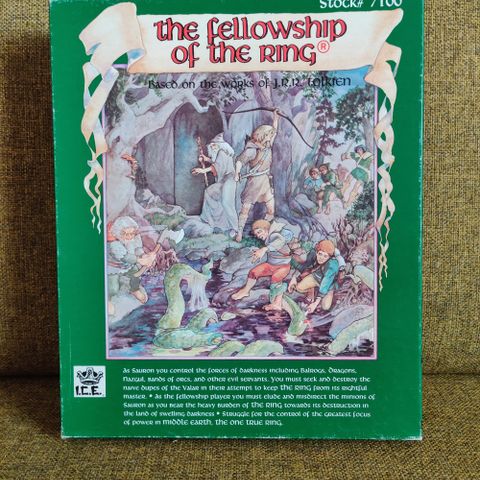 Stock# 7100
the fellowship
of the RING®
Based on the works of J.R.R. Tolkien
As Sauron you control the forces of darkness including Balrogs, Dragons,
Nazgul, bands of orcs, and other evil servants. You must seek and destroy the
naive dupes of the Valar in their attempt to keep THE RING from its rightful
master. * As the fellowship player you must elude and misdirect the minions of
Sauron as you bear the heavy burden of THE RING towards its destruction in
the land of swelling darkness * Struggle for the control of the greatest focus
of power in MIDDLE EARTH, THE ONE TRUE RING.
I.C.E.